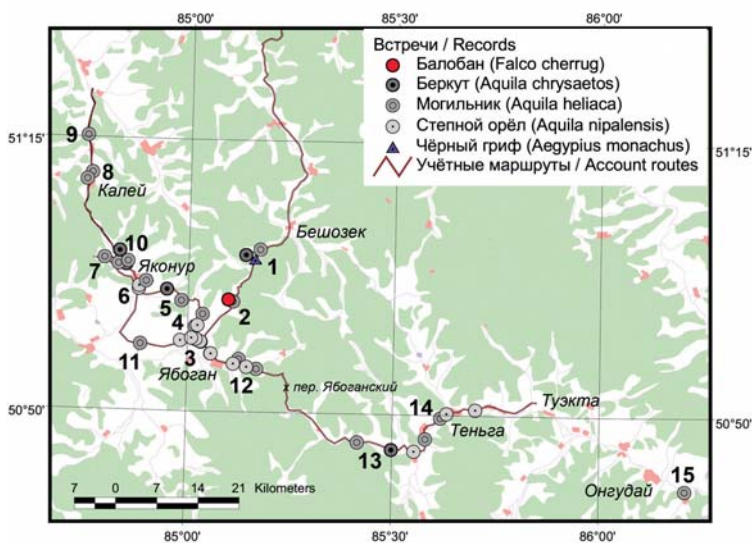 85°00'
85°30'
86°00'
Встречи / Records
Балобан (Falco cherrug)
Беркут (Aquila chrysaetos)
Могильник (Aquila heliaca)
Степной орёл (Aquila nipalensis)
Чёрный гриф (Aegypius monachus)
Учётные маршруты / Account routes
51°15'
51°15'
9
8
Калей
Бешозек
10
7
Яконур
1
6
5
2
4
11
3
Ябоган
12
х пер. Ябоганский
14
Туэкта
50°50'
50°50'
Теньга
13
15
Онгудай
7 0 7 14 21 Kilometers
85°00'
85°30'
86°00'